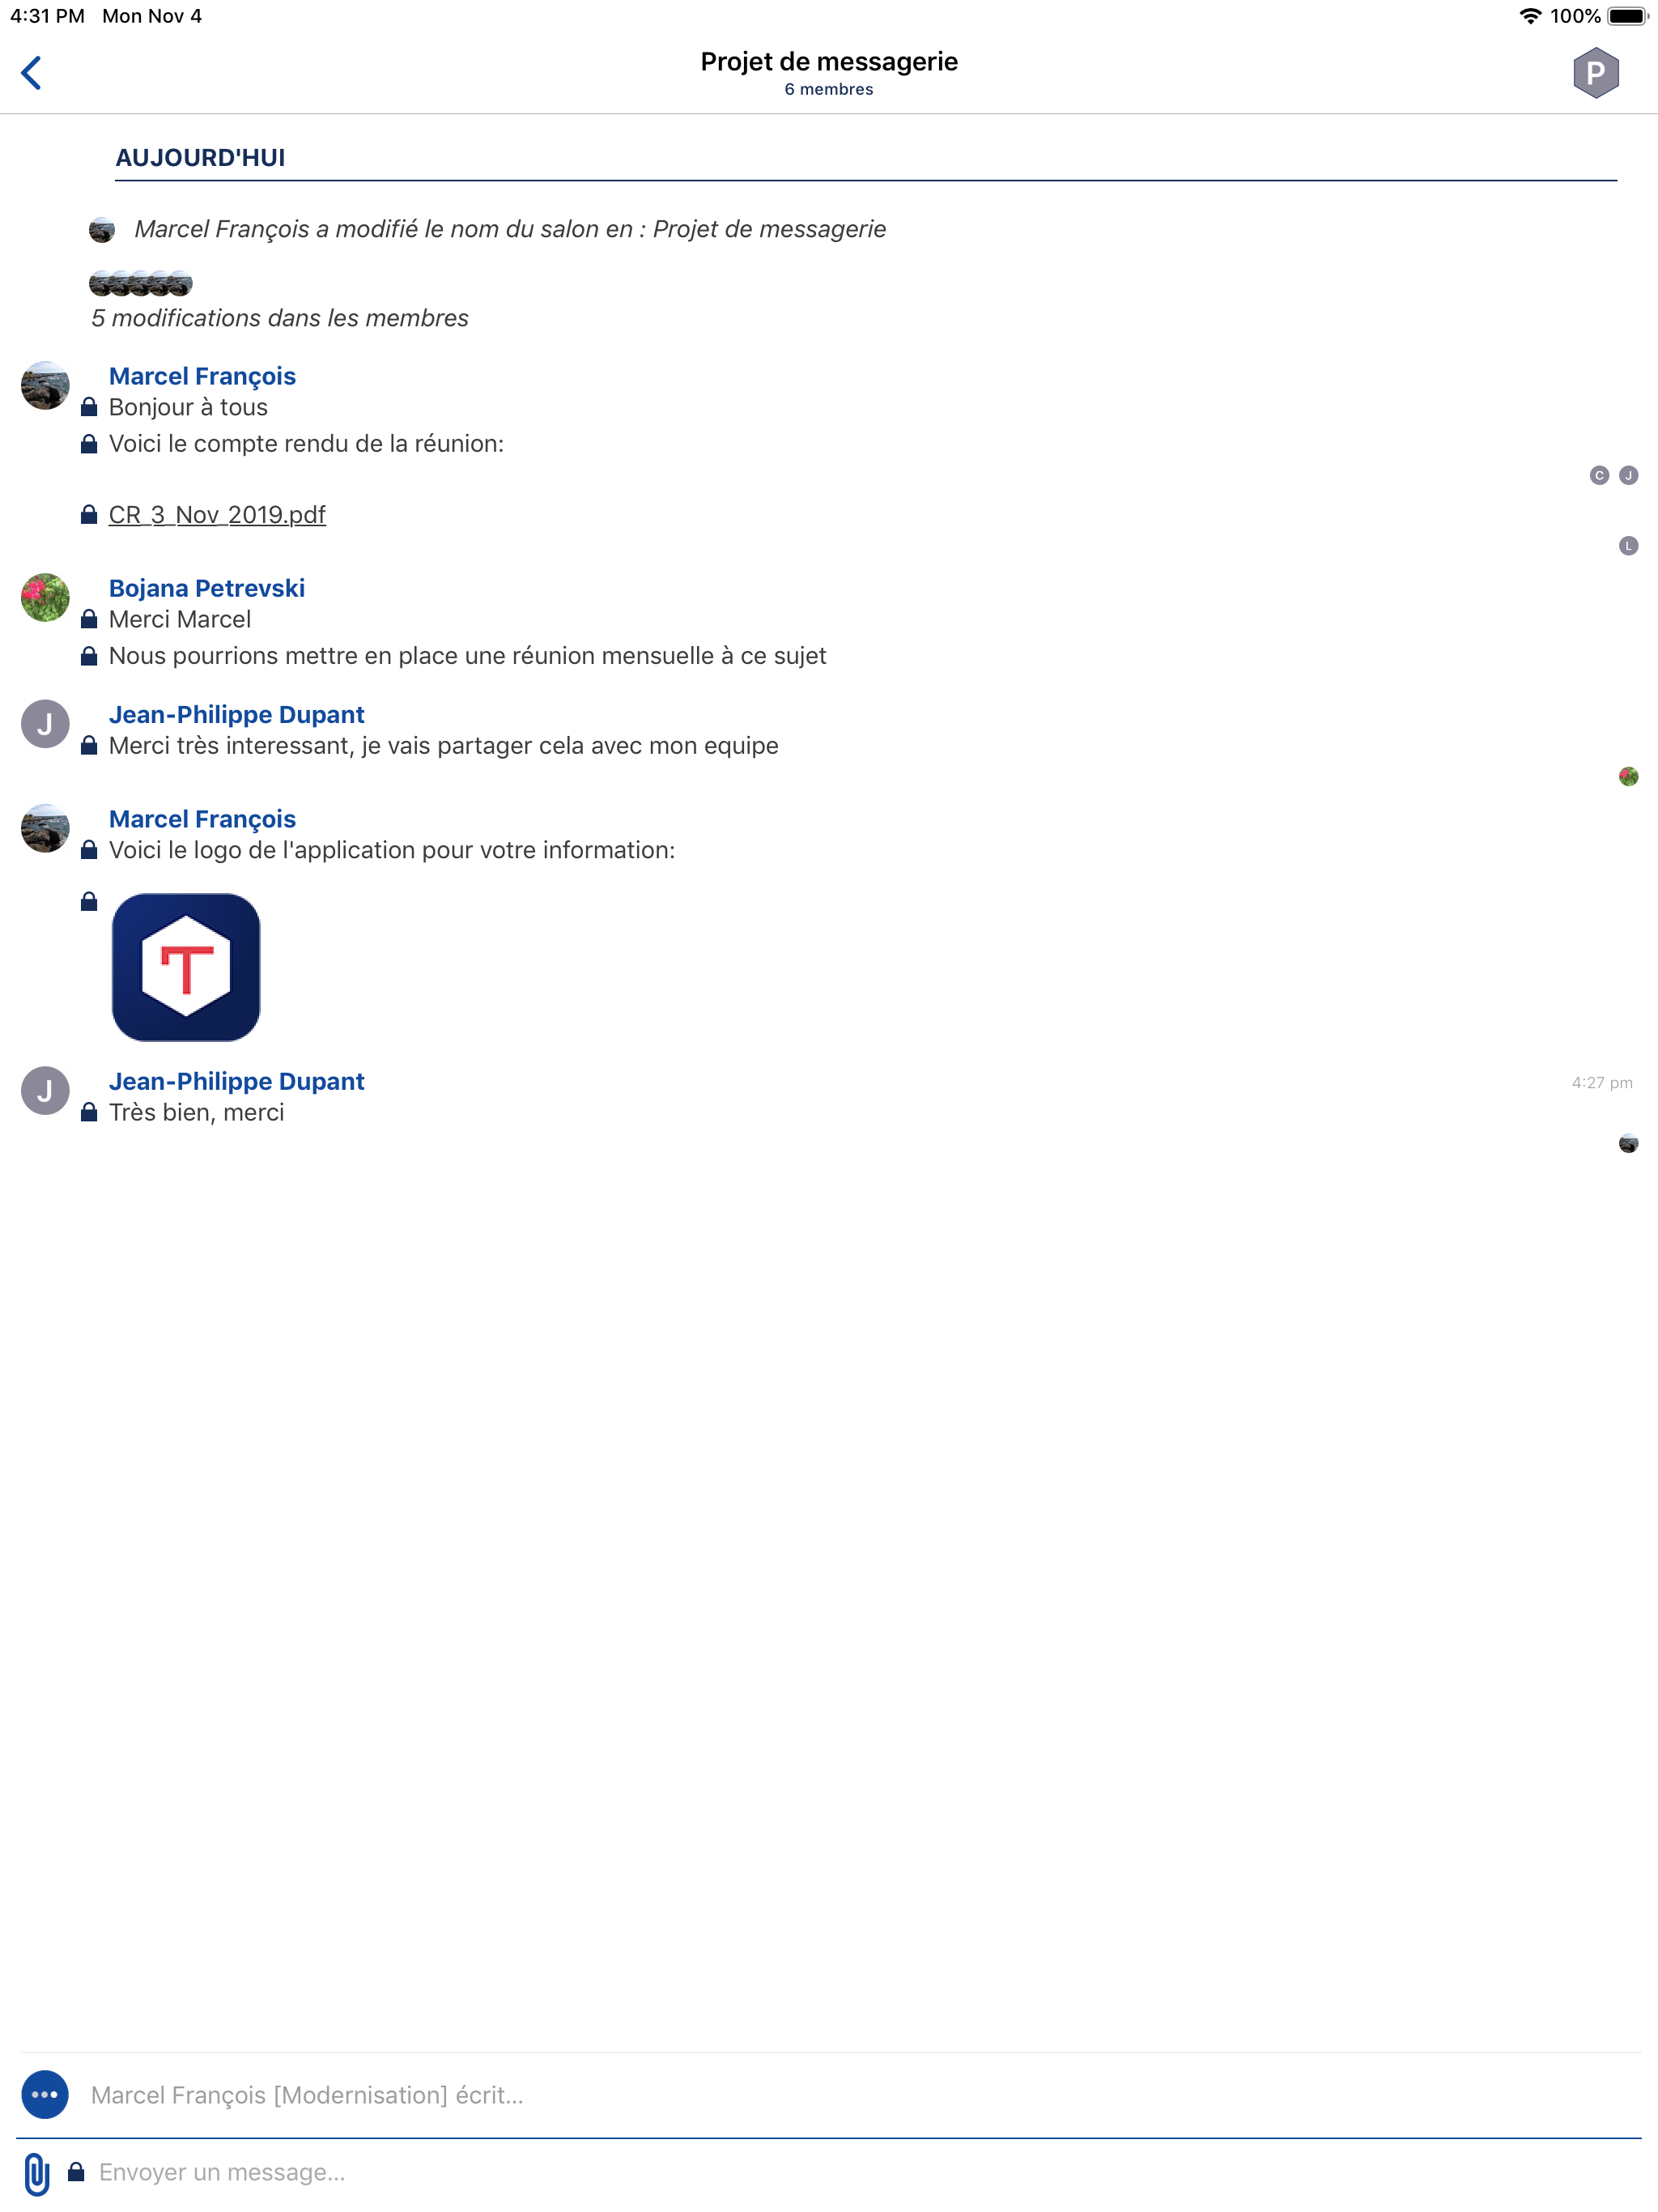 4:31 PM Mon Nov 4 100%
Projet de messagerie
6 membres
P
AUJOURD'HUI
Marcel François a modifié le nom du salon en : Projet de messagerie
5 modifications dans les membres
Marcel François
Bonjour à tous
Voici le compte rendu de la réunion:
C J
CR_3_Nov_2019.pdf
L
Bojana Petrevski
Merci Marcel
Nous pourrions mettre en place une réunion mensuelle à ce sujet
J
Jean-Philippe Dupant
Merci très interessant, je vais partager cela avec mon equipe
Marcel François
Voici le logo de l'application pour votre information:
T
J
Jean-Philippe Dupant 4:27 pm
Très bien, merci
Marcel François [Modernisation] écrit...
Envoyer un message...